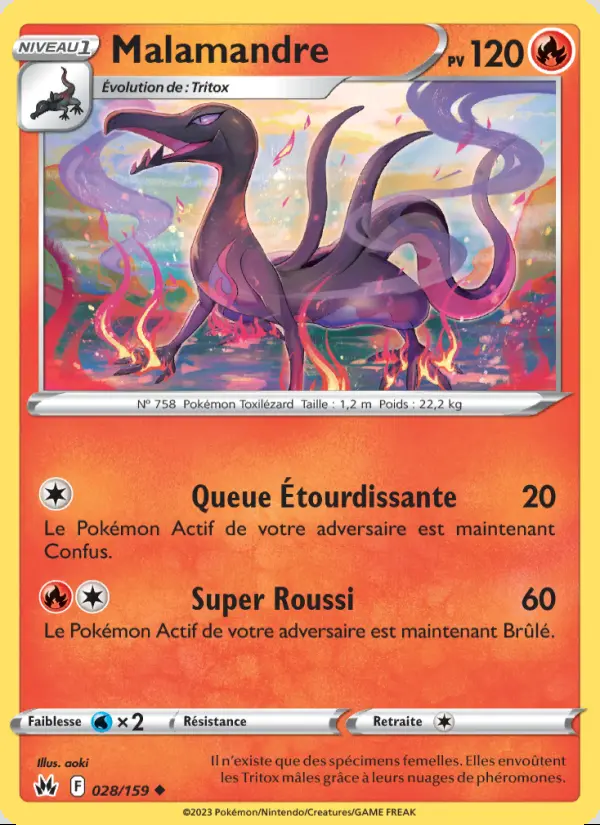 NIVEAU 1
Malamandre
PV 120
Évolution de : Tritox
N° 758 Pokémon Toxilézard Taille : 1,2 m Poids : 22,2 kg
Queue Étourdissante 20
Le Pokémon Actif de votre adversaire est maintenant
Confus.
Super Roussi 60
Le Pokémon Actif de votre adversaire est maintenant Brûlé.
Faiblesse ×2 Résistance Retraite
Illus. aoki
Il n'existe que des spécimens femelles. Elles envoûtent
les Tritox mâles grâce à leurs nuages de phéromones.
F 028/159
©2023 Pokémon/Nintendo/Creatures/GAME FREAK